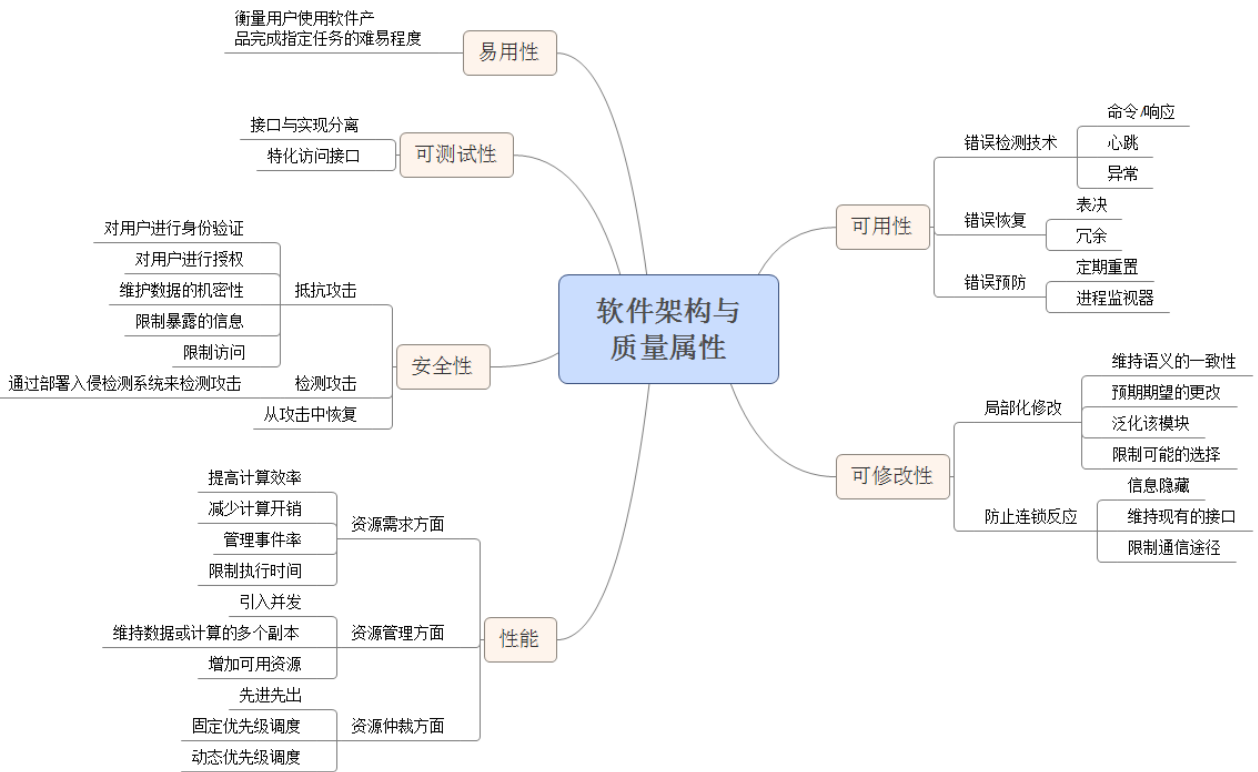 软件架构与
质量属性
易用性
衡量用户使用软件产
品完成指定任务的难易程度
可测试性
接口与实现分离
特化访问接口
安全性
抵抗攻击
对用户进行身份验证
对用户进行授权
维护数据的机密性
限制暴露的信息
限制访问
检测攻击
通过部署入侵检测系统来检测攻击
从攻击中恢复
性能
资源需求方面
提高计算效率
减少计算开销
管理事件率
限制执行时间
资源管理方面
引入并发
维持数据或计算的多个副本
增加可用资源
资源仲裁方面
先进先出
固定优先级调度
动态优先级调度
可用性
错误检测技术
命令/响应
心跳
异常
错误恢复
表决
冗余
错误预防
定期重置
进程监视器
可修改性
局部化修改
维持语义的一致性
预期期望的更改
泛化该模块
限制可能的选择
防止连锁反应
信息隐藏
维持现有的接口
限制通信途径